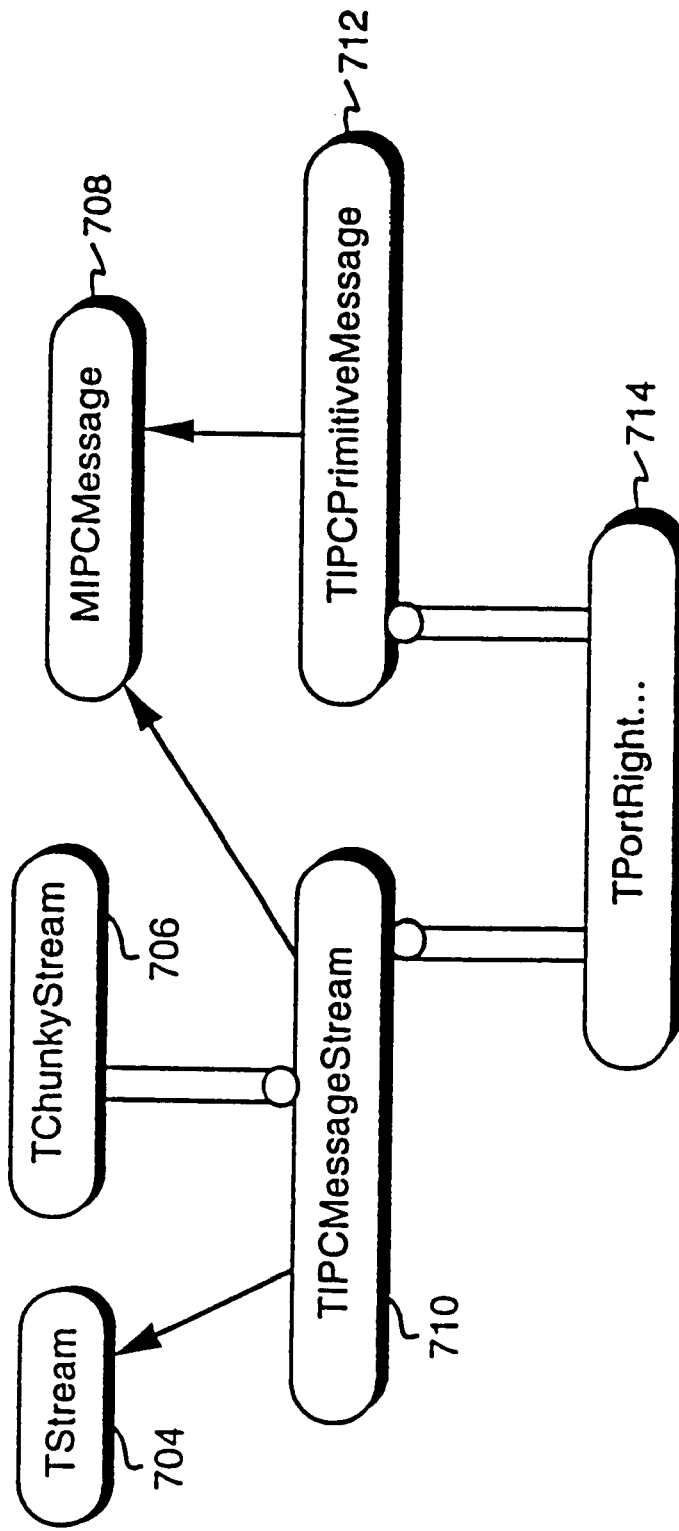 TStream
704
TChunkyStream
706
MIPCMessage
708
TIPCMessageStream
710
TIPCPrimitiveMessage
712
TPortRight...
714